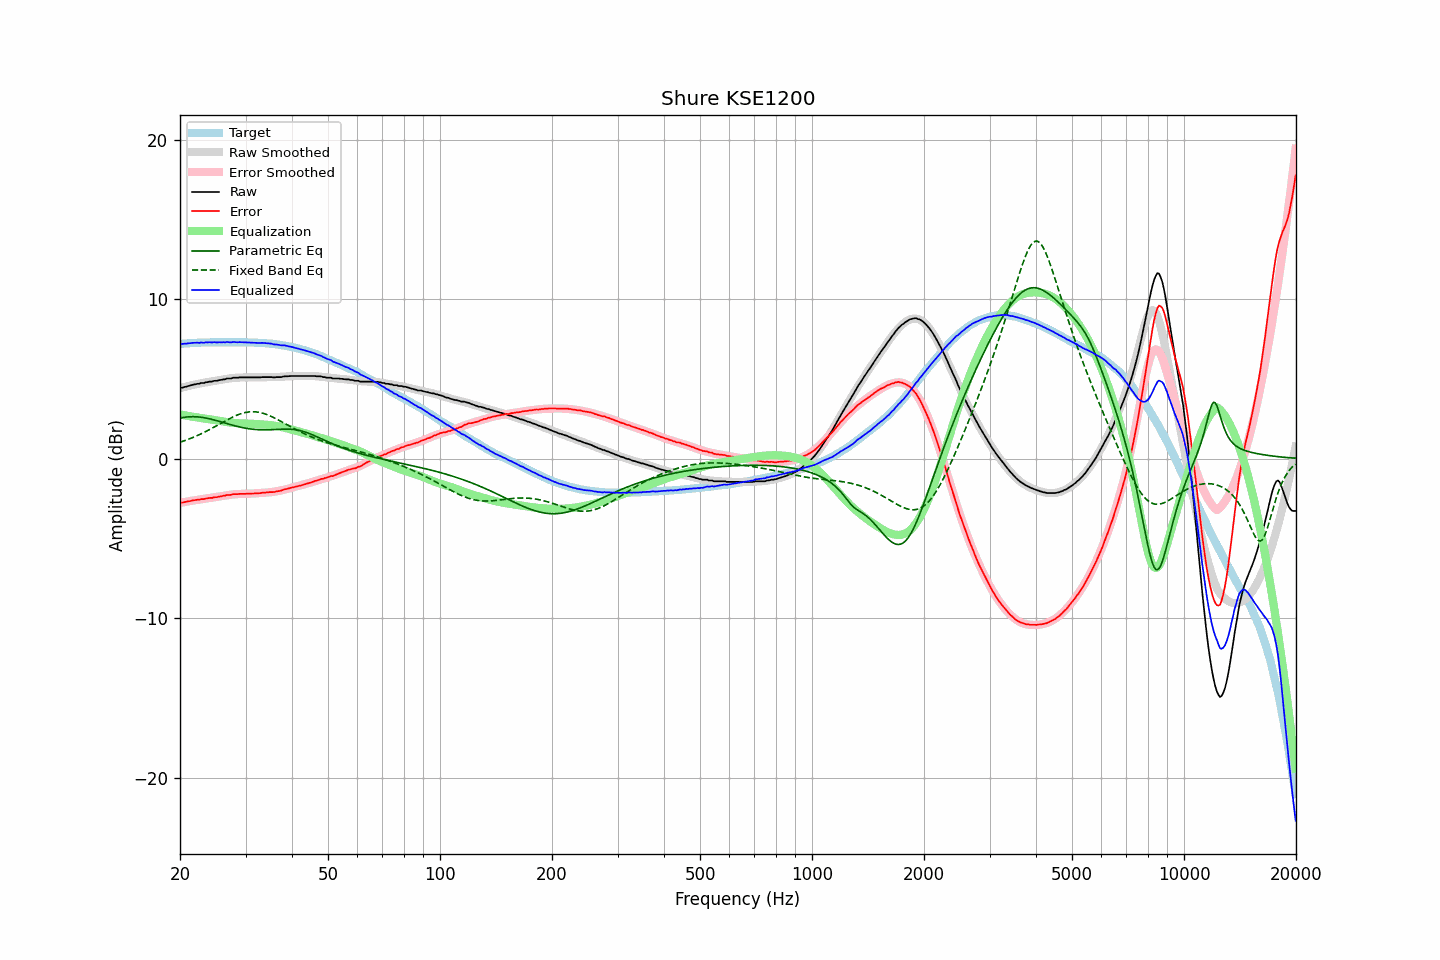 Shure KSE1200
Target
Raw Smoothed
Error Smoothed
Raw
Error
Equalization
Parametric Eq
Fixed Band Eq
Equalized
20
10
0
−10
−20
Amplitude (dBr)
20
50
100
200
500
1000
2000
5000
10000
20000
Frequency (Hz)